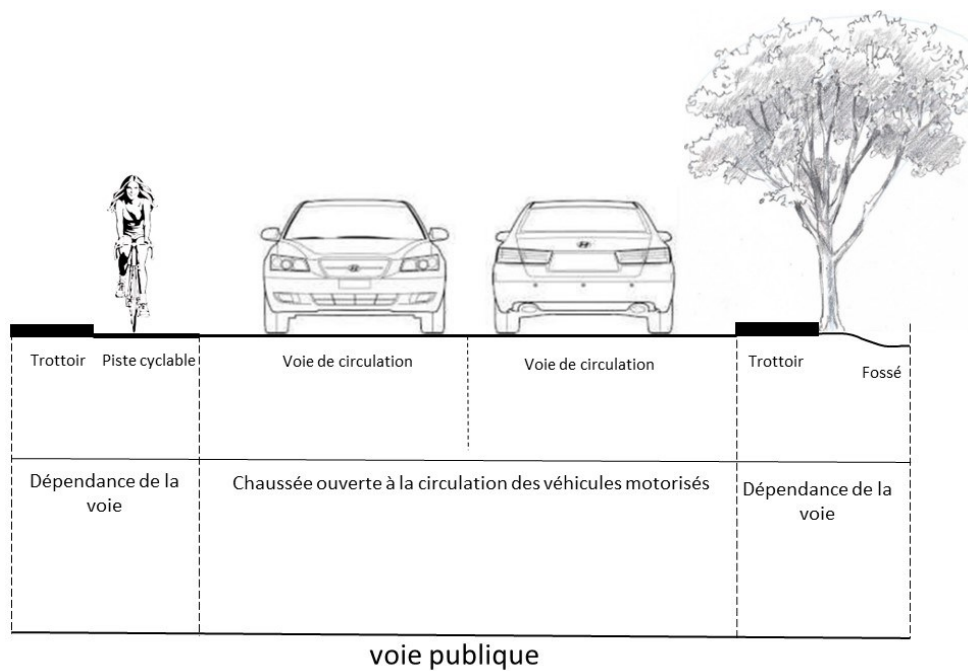 Trottoir
Piste cyclable
Voie de circulation
Voie de circulation
Trottoir
Fossé
Dépendance de la
voie
Chaussée ouverte à la circulation des véhicules motorisés
Dépendance de la
voie
voie publique